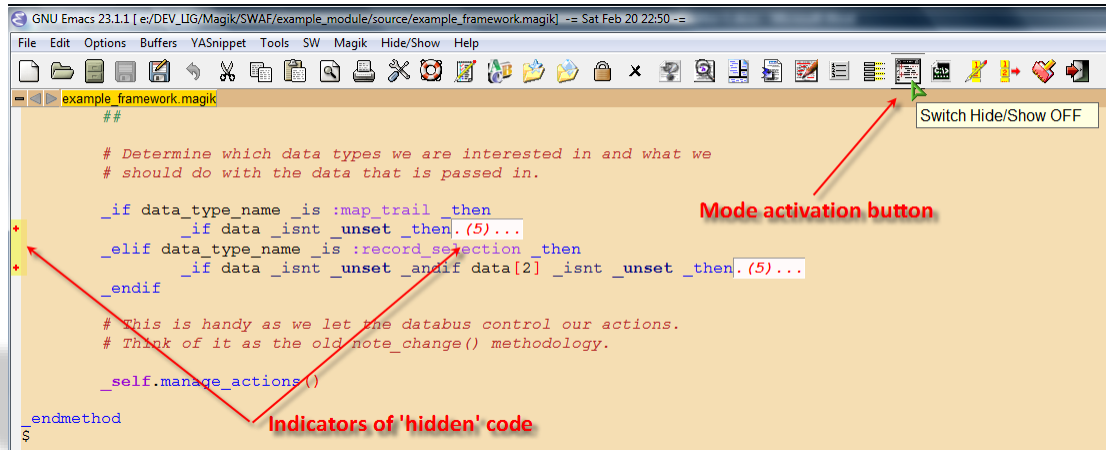 GNU Emacs 23.1.1 [ e:/DEV_LIG/Magik/SWAF/example_module/source/example_framework.magik] -= Sat Feb 20 22:50 -=
File Edit Options Buffers YASnippet Tools SW Magik Hide/Show Help
example_framework.magik
Switch Hide/Show OFF
##
# Determine which data types we are interested in and what we
# should do with the data that is passed in.
Mode activation button
_if data_type_name _is :map_trail _then
_if data _isnt _unset _then.(5)...
_elif data_type_name _is :record_selection _then
_if data _isnt _unset _andif data[2] _isnt _unset _then.(5)...
_endif
# This is handy as we let the databus control our actions.
# Think of it as the old note_change() methodology.
_self.manage_actions()
_endmethod
Indicators of 'hidden' code
$